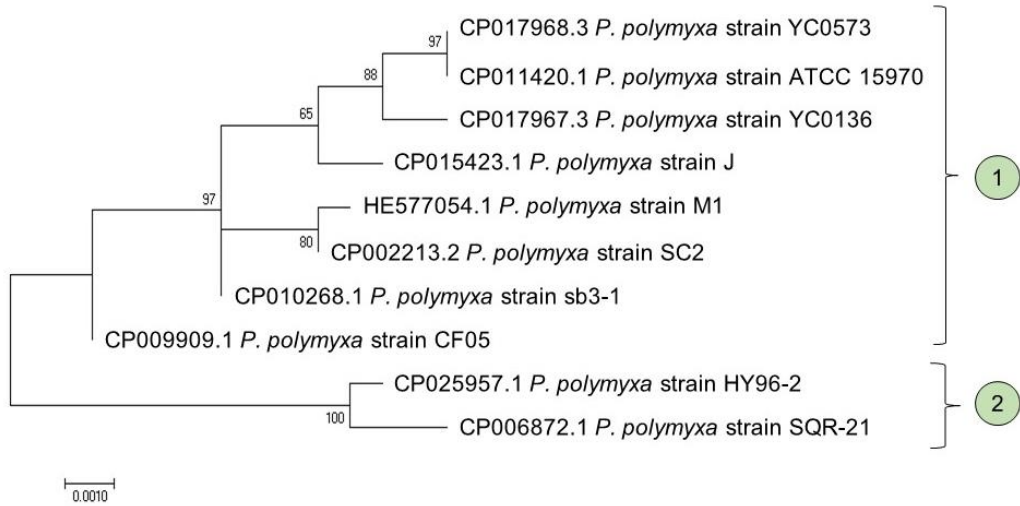 CP017968.3 P. polymyxa strain YC0573
97
CP011420.1 P. polymyxa strain ATCC 15970
88
CP017967.3 P. polymyxa strain YC0136
65
CP015423.1 P. polymyxa strain J
1
97
HE577054.1 P. polymyxa strain M1
80
CP002213.2 P. polymyxa strain SC2
CP010268.1 P. polymyxa strain sb3-1
CP009909.1 P. polymyxa strain CF05
CP025957.1 P. polymyxa strain HY96-2
2
100
CP006872.1 P. polymyxa strain SQR-21
0.0010